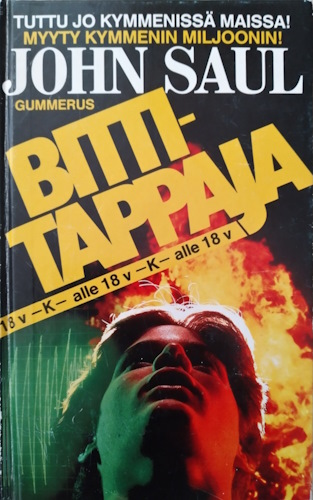 TUTTU JO KYMMENISSÄ MAISSA!
MYYTY KYMMENIN MILJOONIN!
JOHN SAUL
GUMMERUS
BITTI-
TAPPAJA
18 v –K– alle 18 v –K– alle 18 v